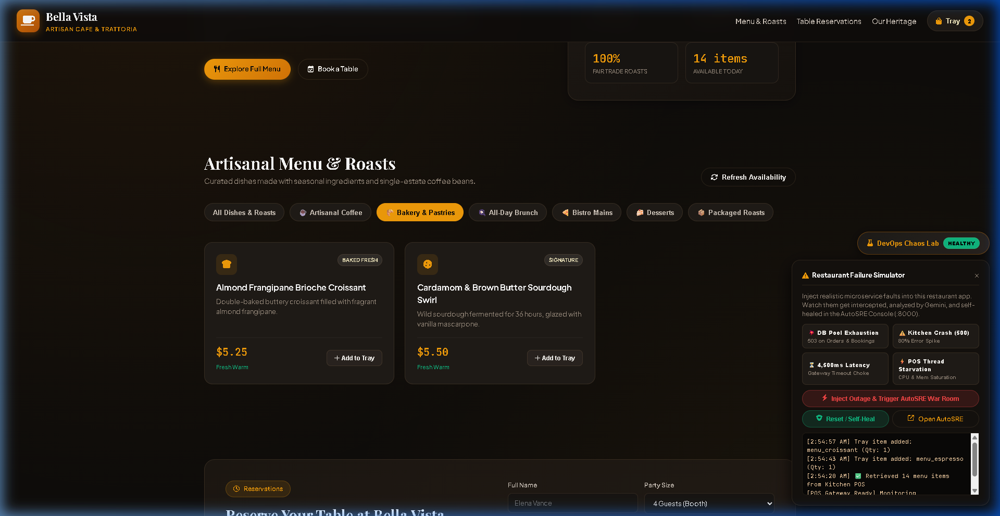 Bella Vista
ARTISAN CAFE & TRATTORIA
Menu & Roasts
Table Reservations
Our Heritage
Tray 2
Explore Full Menu
Book a Table
100%
FAIR TRADE ROASTS
14 items
AVAILABLE TODAY
Artisanal Menu & Roasts
Curated dishes made with seasonal ingredients and single-estate coffee beans.
Refresh Availability
All Dishes & Roasts
Artisanal Coffee
Bakery & Pastries
All-Day Brunch
Bistro Mains
Desserts
Packaged Roasts
BAKED FRESH
Almond Frangipane Brioche Croissant
Double-baked buttery croissant filled with fragrant
almond frangipane.
$5.25
Fresh Warm
+ Add to Tray
SIGNATURE
Cardamom & Brown Butter Sourdough
Swirl
Wild sourdough fermented for 36 hours, glazed with
vanilla mascarpone.
$5.50
Fresh Warm
+ Add to Tray
DevOps Chaos Lab HEALTHY
Restaurant Failure Simulator ×
Inject realistic microservice faults into this restaurant app.
Watch them get intercepted, analyzed by Gemini, and self-
healed in the AutoSRE Console (:8000).
DB Pool Exhaustion
503 on Orders & Bookings
Kitchen Crash (500)
80% Error Spike
4,500ms Latency
Gateway Timeout Choke
POS Thread
Starvation
CPU & Mem Saturation
Inject Outage & Trigger AutoSRE War Room
Reset / Self-Heal
Open AutoSRE
[2:54:57 AM] Tray item added:
menu_croissant (Qty: 1)
[2:54:43 AM] Tray item added: menu_espresso
(Qty: 1)
[2:54:20 AM] ✅ Retrieved 14 menu items
from Kitchen POS
[POS Gateway Ready] Monitoring
Reservations
Reserve Your Table at Bella Vista
Full Name
Elena Vance
Party Size
4 Guests (Booth)